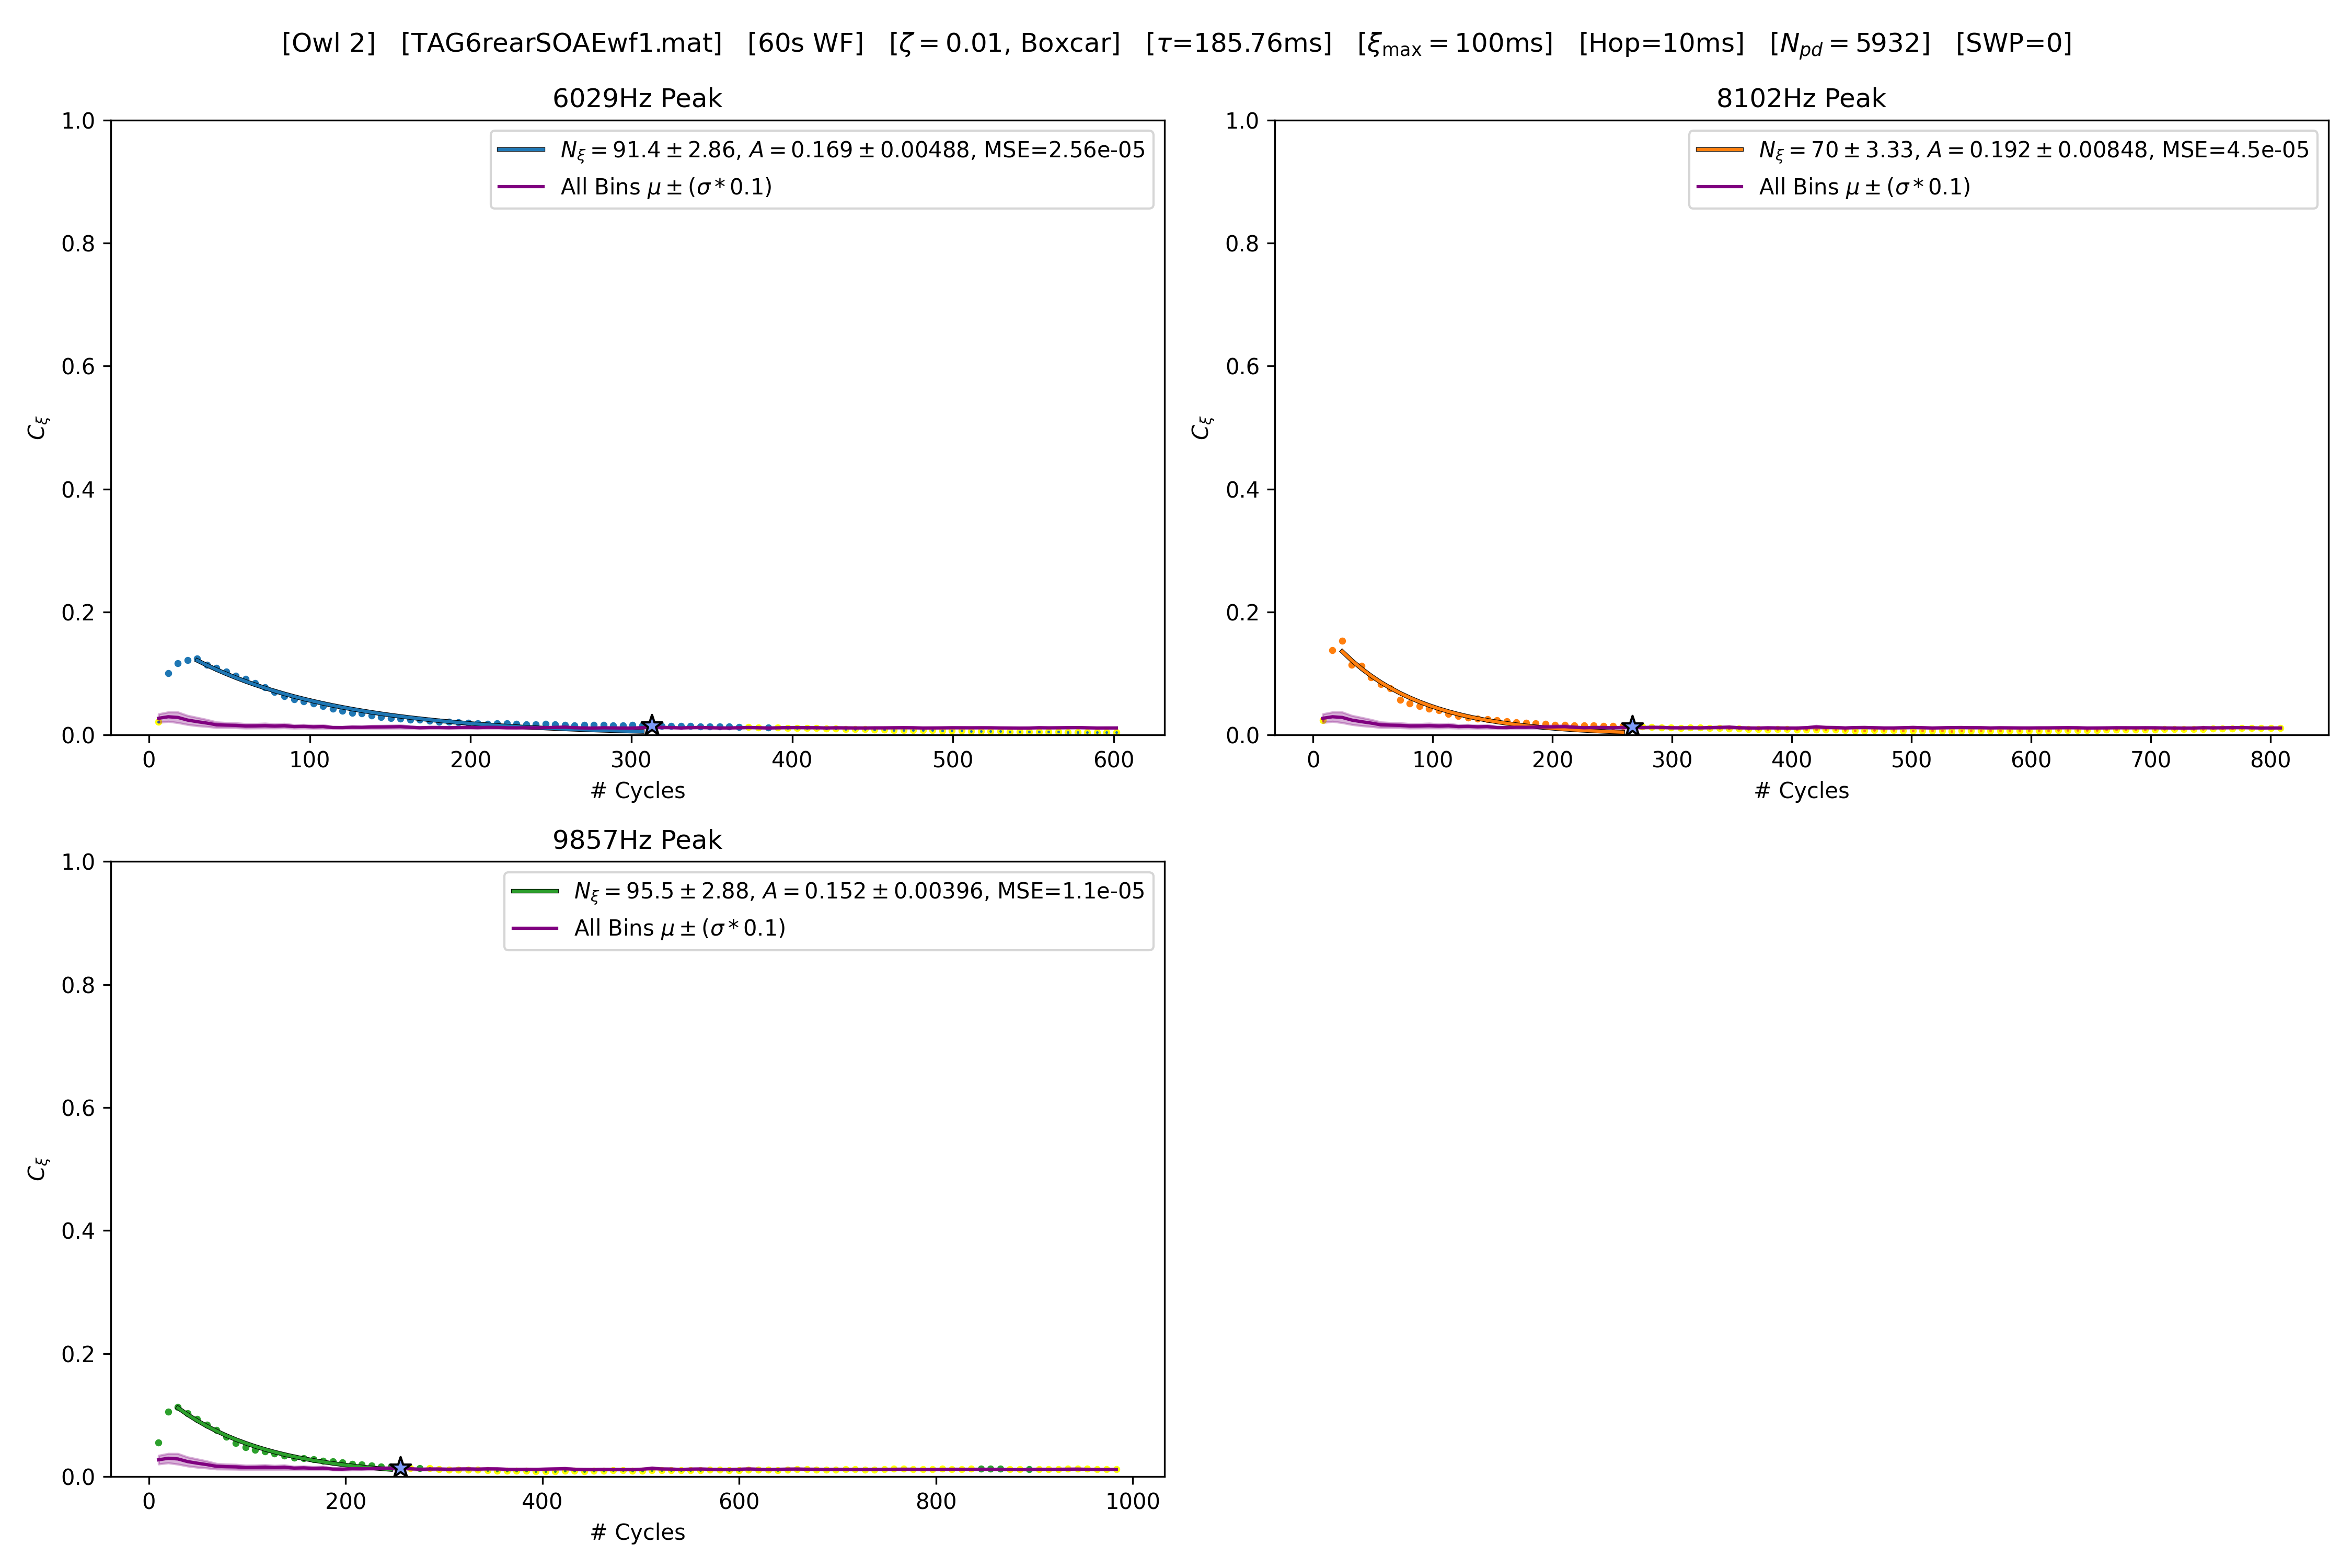 [Owl 2] [TAG6rearSOAEwf1.mat] [60s WF] [ζ = 0.01, Boxcar] [τ=185.76ms] [ξmax = 100ms] [Hop=10ms] [Npd = 5932] [SWP=0]
6029Hz Peak
Nξ = 91.4 ± 2.86, A = 0.169 ± 0.00488, MSE=2.56e-05
All Bins μ ± (σ * 0.1)
1.0
0.8
0.6
0.4
0.2
0.0
Cξ
0 100 200 300 400 500 600
# Cycles
8102Hz Peak
Nξ = 70 ± 3.33, A = 0.192 ± 0.00848, MSE=4.5e-05
All Bins μ ± (σ * 0.1)
1.0
0.8
0.6
0.4
0.2
0.0
Cξ
0 100 200 300 400 500 600 700 800
# Cycles
9857Hz Peak
Nξ = 95.5 ± 2.88, A = 0.152 ± 0.00396, MSE=1.1e-05
All Bins μ ± (σ * 0.1)
1.0
0.8
0.6
0.4
0.2
0.0
Cξ
0 200 400 600 800 1000
# Cycles